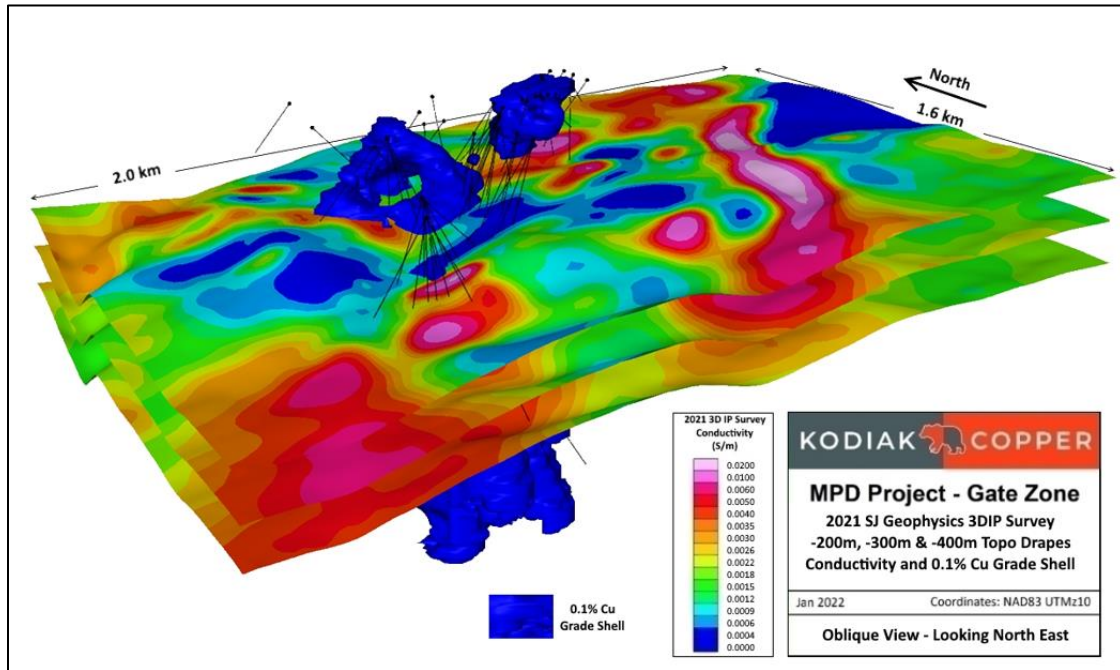 North
1.6 km
2.0 km
2021 3D IP Survey
Conductivity
(S/m)
0.0200
0.0100
0.0060
0.0050
0.0040
0.0035
0.0030
0.0026
0.0022
0.0018
0.0015
0.0012
0.0009
0.0006
0.0004
0.0000
0.1% Cu
Grade Shell
KODIAK COPPER
MPD Project - Gate Zone
2021 SJ Geophysics 3DIP Survey
-200m, -300m & -400m Topo Drapes
Conductivity and 0.1% Cu Grade Shell
Jan 2022 Coordinates: NAD83 UTMz10
Oblique View - Looking North East